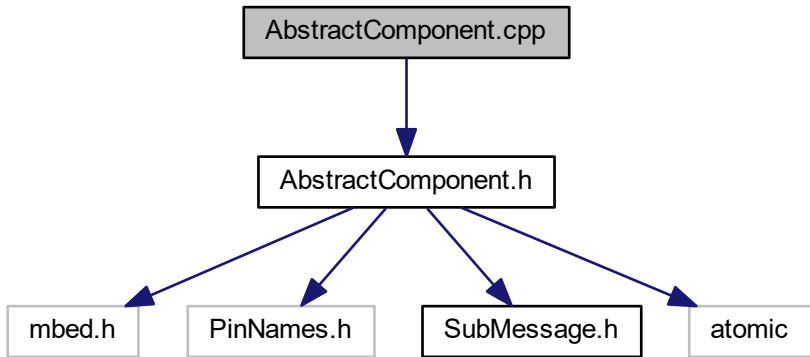 AbstractComponent.cpp
AbstractComponent.h
mbed.h
PinNames.h
SubMessage.h
atomic